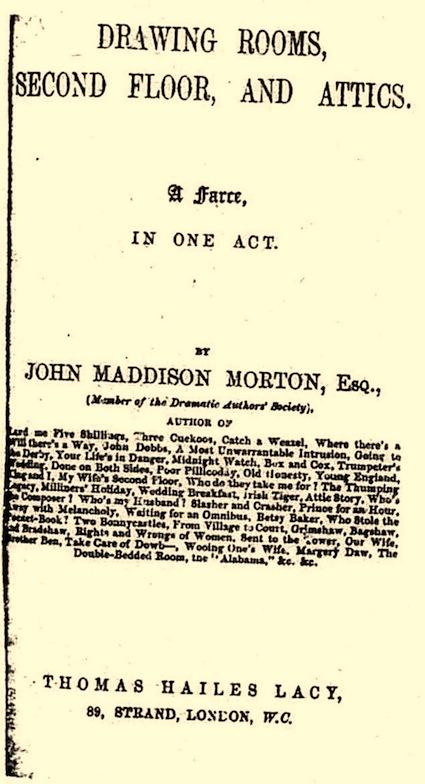 DRAWING ROOMS,
SECOND FLOOR, AND ATTICS.
A Farce,
IN ONE ACT.
BY
JOHN MADDISON MORTON, ESQ.,
(Member of the Dramatic Authors' Society),
AUTHOR OF
Lend me Five Shillings, Three Cuckoos, Catch a Weazel, Where there's a
Will there's a Way, John Dobbs, A Most Unwarrantable Intrusion, Going to
the Derby, Your Life's in Danger, Midnight Watch, Box and Cox, Trumpeter's
Wedding, Done on Both Sides, Poor Pillicoddy, Old Honesty, Young England,
King and I, My Wife's Second Floor, Who do they take me for? The Thumping
Legacy, Milliners' Holiday, Wedding Breakfast, Irish Tiger, Attic Story, Who's
the Composer? Who's my Husband? Slasher and Crasher, Prince for an Hour,
Away with Melancholy, Waiting for an Omnibus, Betsy Baker, Who Stole the
Pocket-Book? Two Bonnycastles, From Village to Court, Grimshaw, Bagshaw,
and Bradshaw, Rights and Wrongs of Women, Sent to the Tower, Our Wife,
Brother Ben, Take Care of Dowb—, Wooing One's Wife, Margery Daw, The
Double-Bedded Room, the "Alabama," &c. &c.
THOMAS HAILES LACY,
89, STRAND, LONDON, W.C.